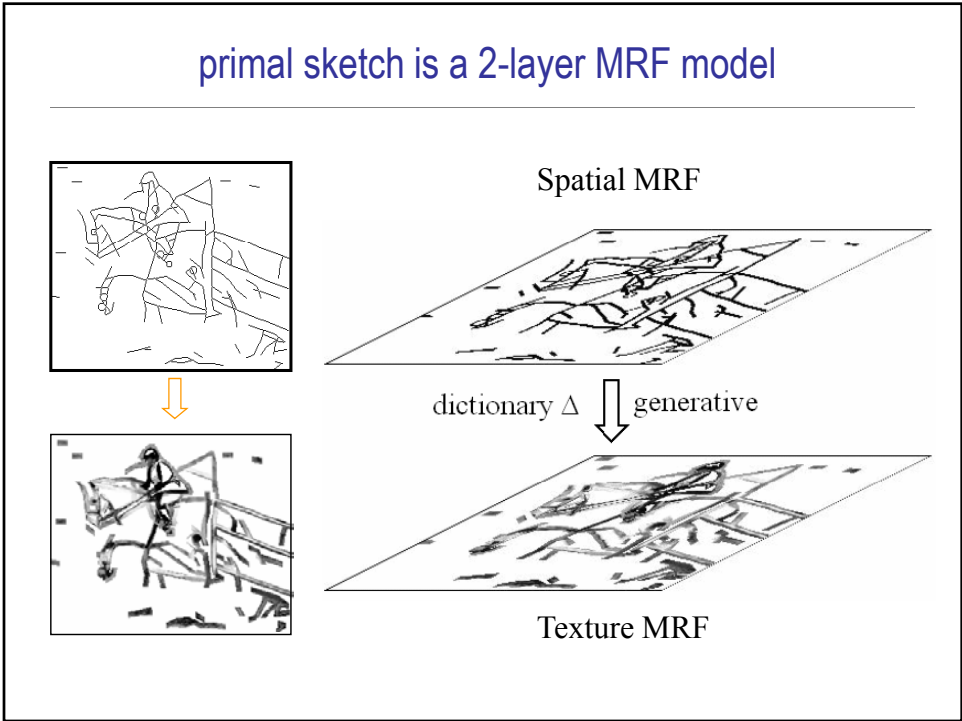 primal sketch is a 2-layer MRF model
Spatial MRF
dictionary Δ generative
Texture MRF